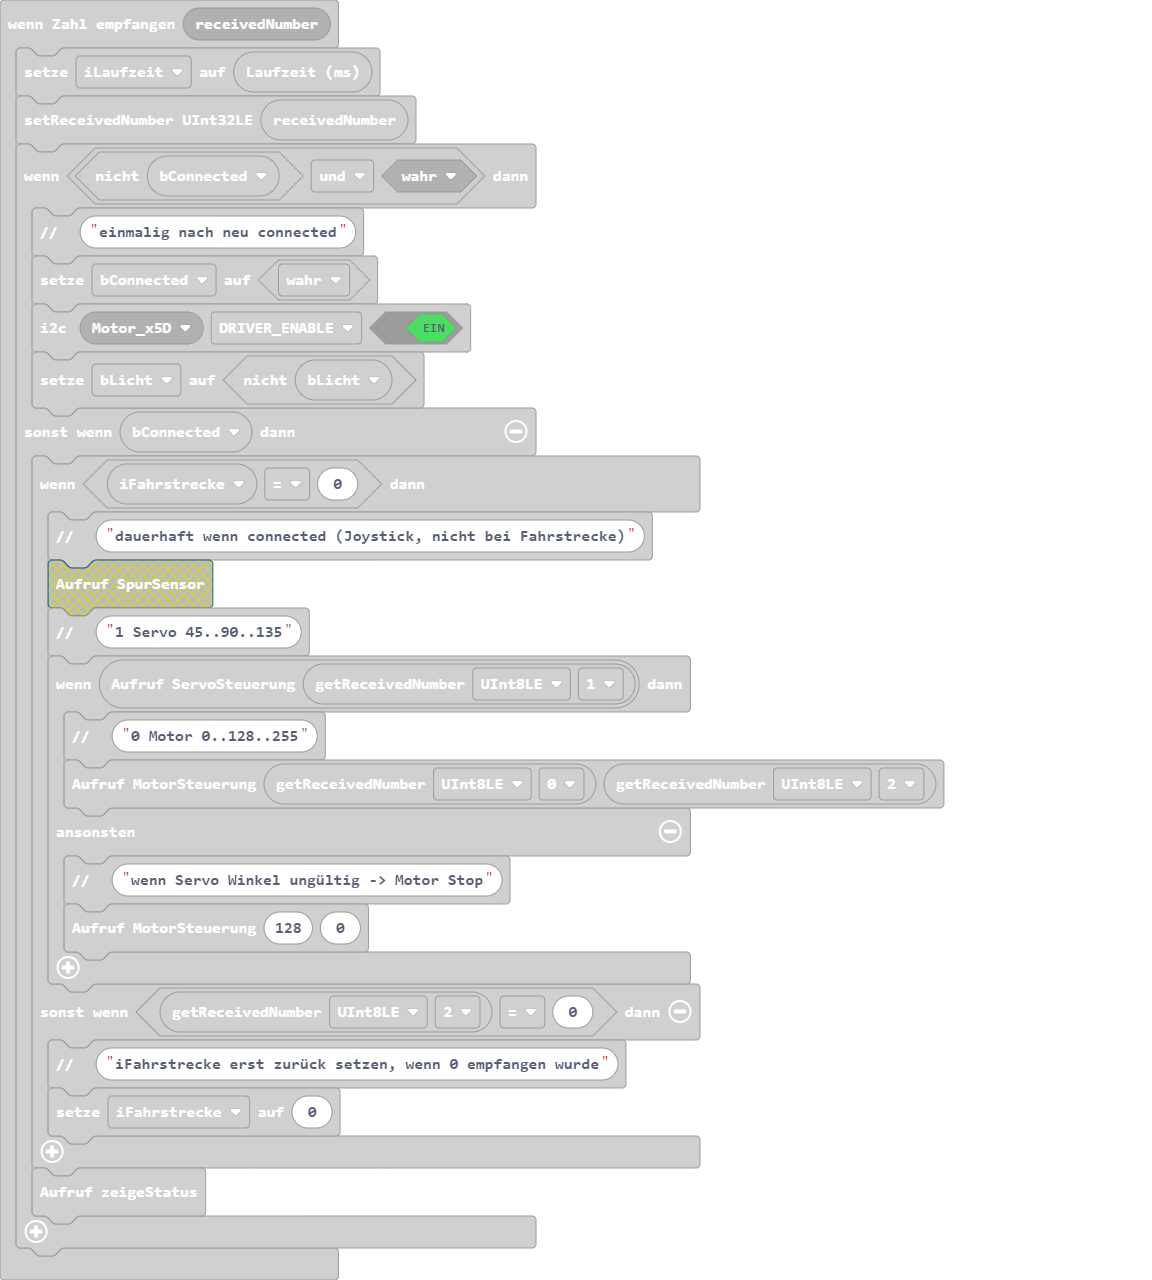 wenn Zahl empfangen receivedNumber
setze iLaufzeit auf Laufzeit (ms)
setReceivedNumber UInt32LE receivedNumber
wenn nicht bConnected und wahr dann
// "einmalig nach neu connected"
setze bConnected auf wahr
i2c Motor_x5D DRIVER_ENABLE EIN
setze bLicht auf nicht bLicht
sonst wenn bConnected dann
wenn iFahrstrecke = 0 dann
// "dauerhaft wenn connected (Joystick, nicht bei Fahrstrecke)"
Aufruf SpurSensor
// "1 Servo 45..90..135"
wenn Aufruf ServoSteuerung getReceivedNumber UInt8LE 1 dann
// "0 Motor 0..128..255"
Aufruf MotorSteuerung getReceivedNumber UInt8LE 0 getReceivedNumber UInt8LE 2
ansonsten
// "wenn Servo Winkel ungültig -> Motor Stop"
Aufruf MotorSteuerung 128 0
sonst wenn getReceivedNumber UInt8LE 2 = 0 dann
// "iFahrstrecke erst zurück setzen, wenn 0 empfangen wurde"
setze iFahrstrecke auf 0
Aufruf zeigeStatus